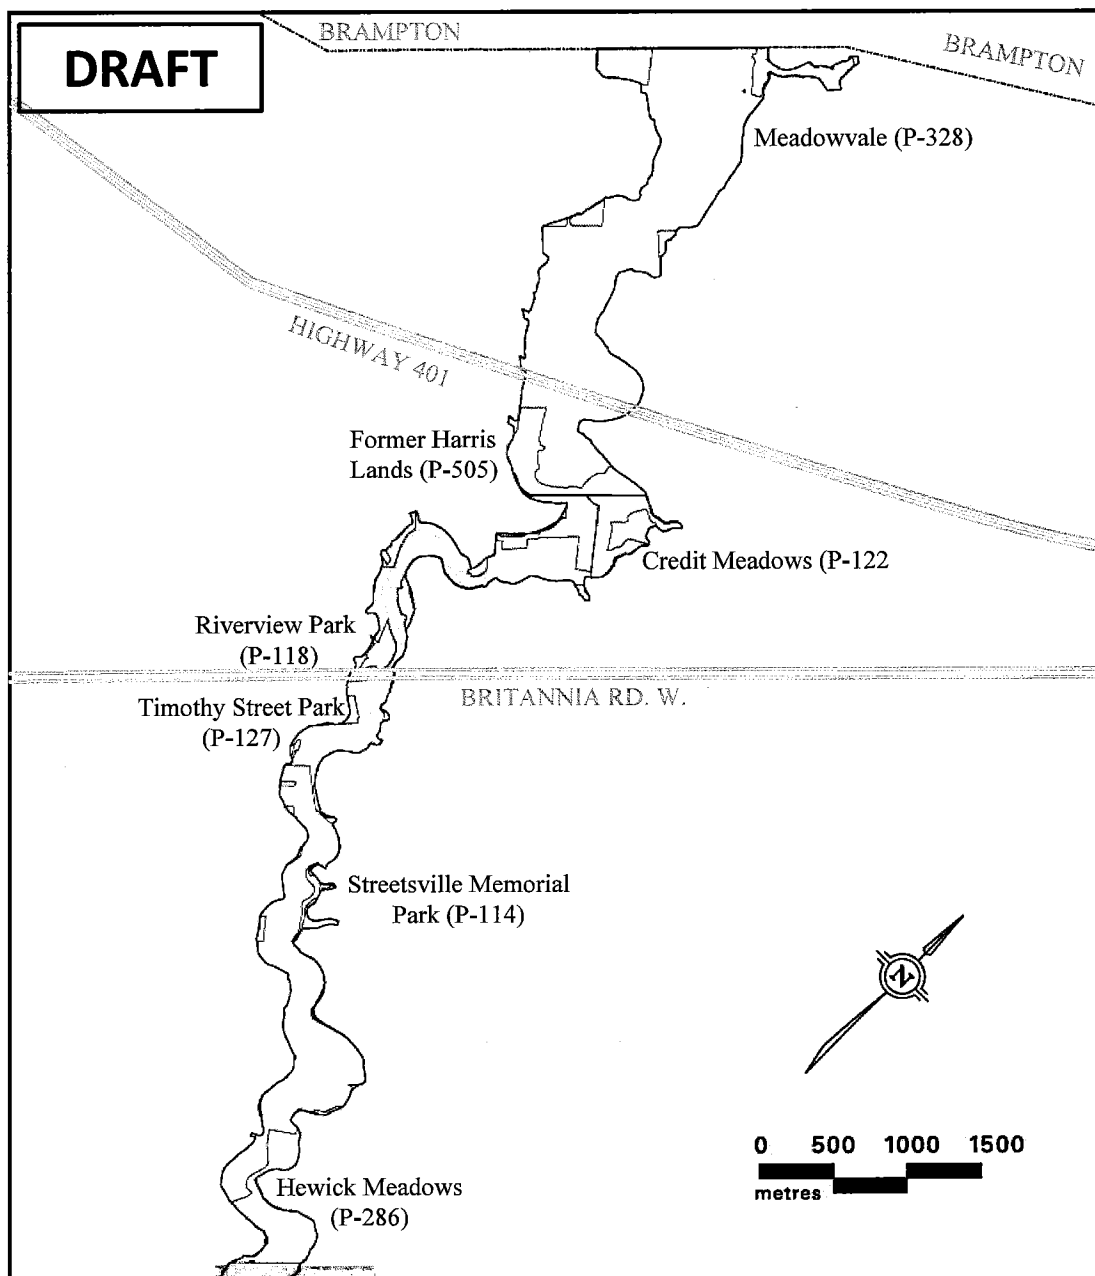 DRAFT
BRAMPTON
BRAMPTON
Meadowvale (P-328)
HIGHWAY 401
Former Harris
Lands (P-505)
Credit Meadows (P-122
Riverview Park
(P-118)
BRITANNIA RD. W.
Timothy Street Park
(P-127)
Streetsville Memorial
Park (P-114)
N
0 500 1000 1500
metres
Hewick Meadows
(P-286)